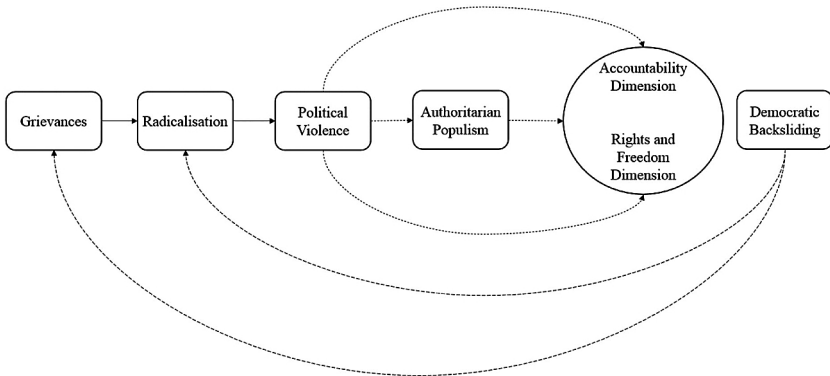 Grievances
Radicalisation
Political
Violence
Authoritarian
Populism
Accountability
Dimension
Rights and
Freedom
Dimension
Democratic
Backsliding